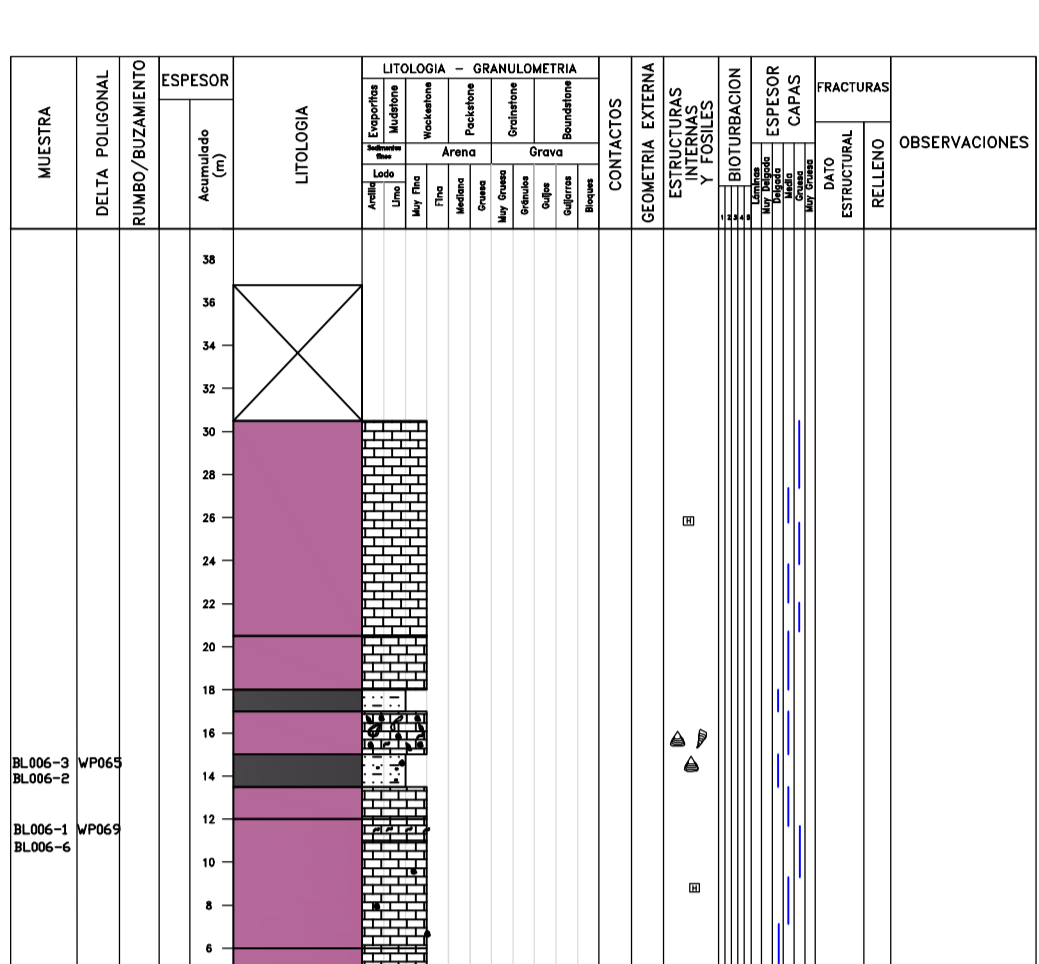 MUESTRA
DELTA POLIGONAL
RUMBO/BUZAMIENTO
ESPESOR
Acumulado
(m)
LITOLOGIA
LITOLOGIA – GRANULOMETRIA
Evaporitas
Mudstone
Wackestone
Packstone
Grainstone
Boundstone
Sedimentos
finos
Arena
Grava
Lodo
Arcilla
Limo
Muy Fina
Fina
Mediana
Gruesa
Muy Gruesa
Gránulos
Guijos
Guijarros
Bloques
CONTACTOS
GEOMETRIA EXTERNA
ESTRUCTURAS
INTERNAS
Y FOSILES
BIOTURBACION
1 2 3 4 5
ESPESOR
CAPAS
Láminas
Muy Delgada
Delgada
Media
Gruesa
Muy Gruesa
FRACTURAS
DATO
ESTRUCTURAL
RELLENO
OBSERVACIONES
38
36
34
32
30
28
26
H
24
22
20
18
16
BL006-3 WP065
BL006-2
14
12
BL006-1 WP069
BL006-6
10
H
8
6